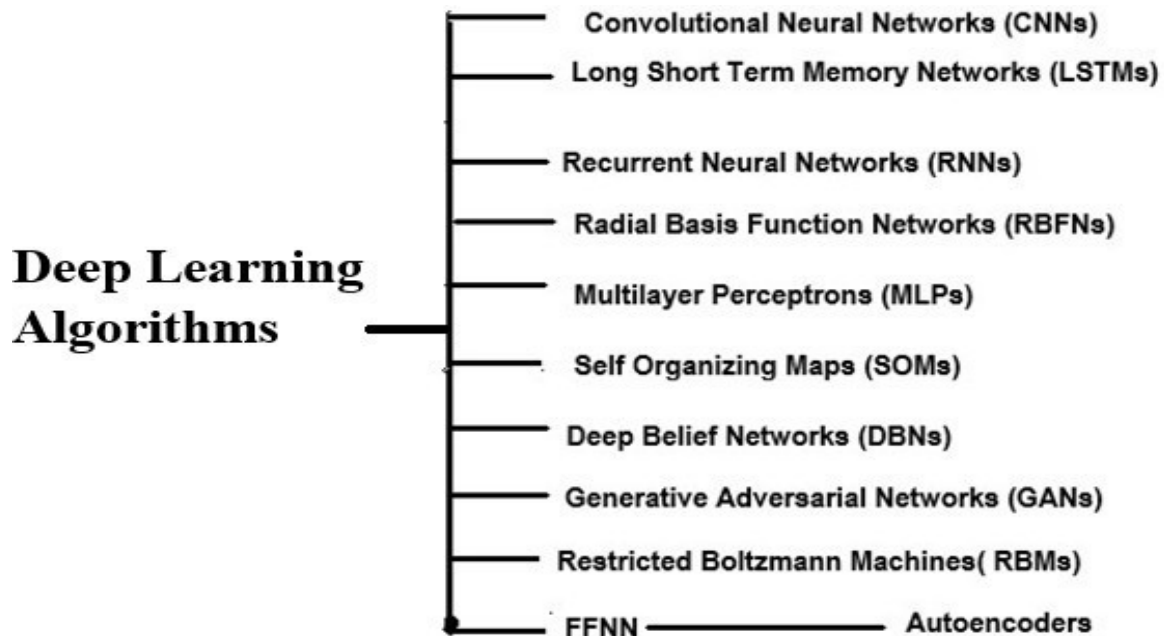 Convolutional Neural Networks (CNNs)
Long Short Term Memory Networks (LSTMs)
Recurrent Neural Networks (RNNs)
Radial Basis Function Networks (RBFNs)
Deep Learning
Algorithms
Multilayer Perceptrons (MLPs)
Self Organizing Maps (SOMs)
Deep Belief Networks (DBNs)
Generative Adversarial Networks (GANs)
Restricted Boltzmann Machines( RBMs)
FFNN Autoencoders